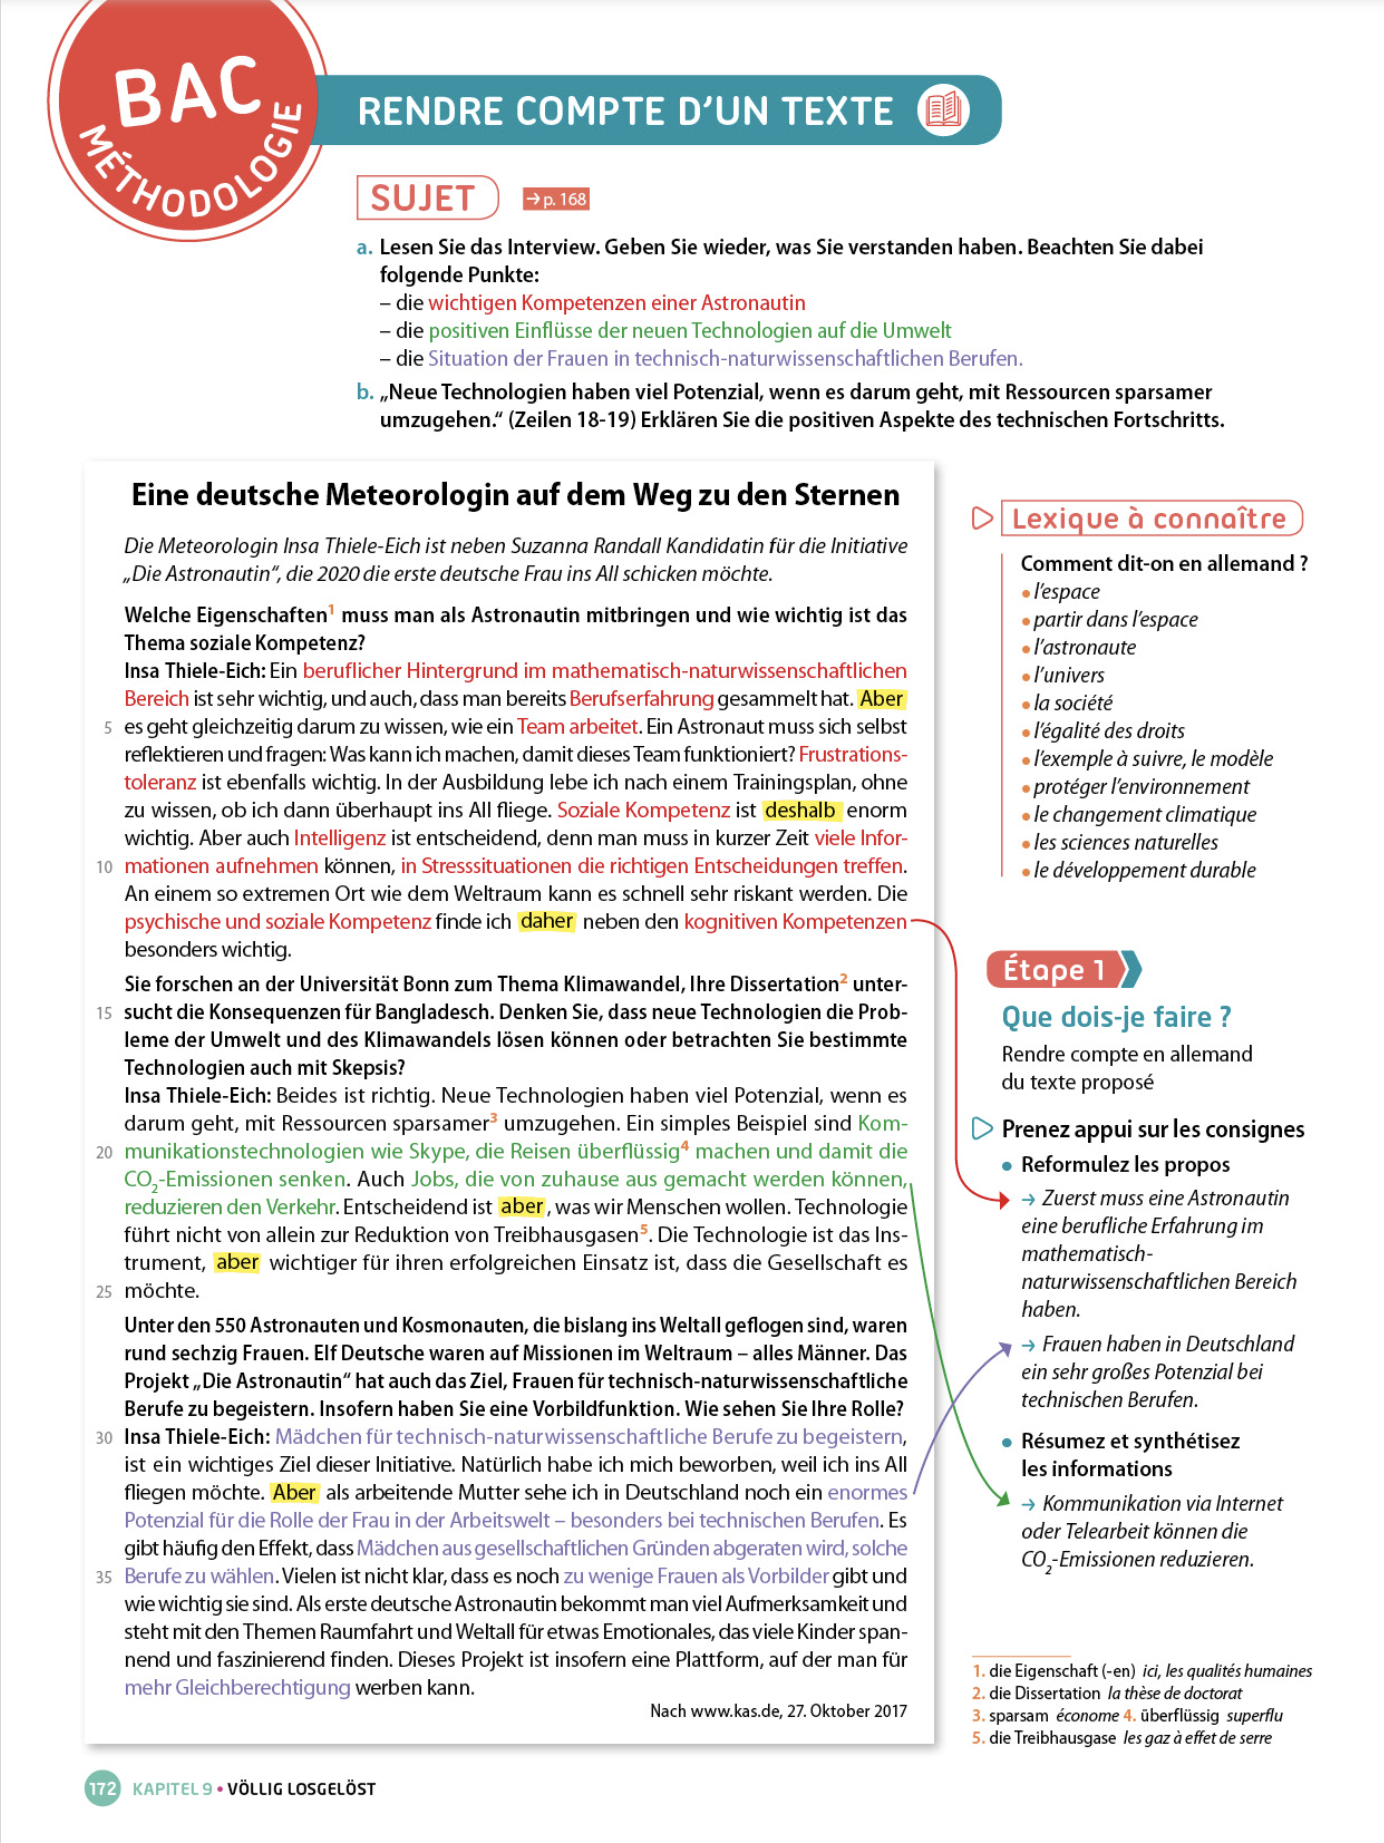 BAC
MÉTHODOLOGIE
RENDRE COMPTE D'UN TEXTE
SUJET
→ p. 168
a. Lesen Sie das Interview. Geben Sie wieder, was Sie verstanden haben. Beachten Sie dabei
folgende Punkte:
– die wichtigen Kompetenzen einer Astronautin
– die positiven Einflüsse der neuen Technologien auf die Umwelt
– die Situation der Frauen in technisch-naturwissenschaftlichen Berufen.
b. „Neue Technologien haben viel Potenzial, wenn es darum geht, mit Ressourcen sparsamer
umzugehen.“ (Zeilen 18-19) Erklären Sie die positiven Aspekte des technischen Fortschritts.
Eine deutsche Meteorologin auf dem Weg zu den Sternen
Die Meteorologin Insa Thiele-Eich ist neben Suzanna Randall Kandidatin für die Initiative
„Die Astronautin“, die 2020 die erste deutsche Frau ins All schicken möchte.
Welche Eigenschaften1 muss man als Astronautin mitbringen und wie wichtig ist das
Thema soziale Kompetenz?
Insa Thiele-Eich: Ein beruflicher Hintergrund im mathematisch-naturwissenschaftlichen
Bereich ist sehr wichtig, und auch, dass man bereits Berufserfahrung gesammelt hat. Aber
5 es geht gleichzeitig darum zu wissen, wie ein Team arbeitet. Ein Astronaut muss sich selbst
reflektieren und fragen: Was kann ich machen, damit dieses Team funktioniert? Frustrations-
toleranz ist ebenfalls wichtig. In der Ausbildung lebe ich nach einem Trainingsplan, ohne
zu wissen, ob ich dann überhaupt ins All fliege. Soziale Kompetenz ist deshalb enorm
wichtig. Aber auch Intelligenz ist entscheidend, denn man muss in kurzer Zeit viele Infor-
10 mationen aufnehmen können, in Stresssituationen die richtigen Entscheidungen treffen.
An einem so extremen Ort wie dem Weltraum kann es schnell sehr riskant werden. Die
psychische und soziale Kompetenz finde ich daher neben den kognitiven Kompetenzen
besonders wichtig.
Sie forschen an der Universität Bonn zum Thema Klimawandel, Ihre Dissertation2 unter-
15 sucht die Konsequenzen für Bangladesch. Denken Sie, dass neue Technologien die Prob-
leme der Umwelt und des Klimawandels lösen können oder betrachten Sie bestimmte
Technologien auch mit Skepsis?
Insa Thiele-Eich: Beides ist richtig. Neue Technologien haben viel Potenzial, wenn es
darum geht, mit Ressourcen sparsamer3 umzugehen. Ein simples Beispiel sind Kom-
20 munikationstechnologien wie Skype, die Reisen überflüssig4 machen und damit die
CO2-Emissionen senken. Auch Jobs, die von zuhause aus gemacht werden können,
reduzieren den Verkehr. Entscheidend ist aber, was wir Menschen wollen. Technologie
führt nicht von allein zur Reduktion von Treibhausgasen5. Die Technologie ist das Ins-
trument, aber wichtiger für ihren erfolgreichen Einsatz ist, dass die Gesellschaft es
25 möchte.
Unter den 550 Astronauten und Kosmonauten, die bislang ins Weltall geflogen sind, waren
rund sechzig Frauen. Elf Deutsche waren auf Missionen im Weltraum – alles Männer. Das
Projekt „Die Astronautin“ hat auch das Ziel, Frauen für technisch-naturwissenschaftliche
Berufe zu begeistern. Insofern haben Sie eine Vorbildfunktion. Wie sehen Sie Ihre Rolle?
30 Insa Thiele-Eich: Mädchen für technisch-naturwissenschaftliche Berufe zu begeistern,
ist ein wichtiges Ziel dieser Initiative. Natürlich habe ich mich beworben, weil ich ins All
fliegen möchte. Aber als arbeitende Mutter sehe ich in Deutschland noch ein enormes
Potenzial für die Rolle der Frau in der Arbeitswelt – besonders bei technischen Berufen. Es
gibt häufig den Effekt, dass Mädchen aus gesellschaftlichen Gründen abgeraten wird, solche
35 Berufe zu wählen. Vielen ist nicht klar, dass es noch zu wenige Frauen als Vorbilder gibt und
wie wichtig sie sind. Als erste deutsche Astronautin bekommt man viel Aufmerksamkeit und
steht mit den Themen Raumfahrt und Weltall für etwas Emotionales, das viele Kinder span-
nend und faszinierend finden. Dieses Projekt ist insofern eine Plattform, auf der man für
mehr Gleichberechtigung werben kann.
Nach www.kas.de, 27. Oktober 2017
Lexique à connaître
Comment dit-on en allemand ?
• l'espace
• partir dans l'espace
• l'astronaute
• l'univers
• la société
• l'égalité des droits
• l'exemple à suivre, le modèle
• protéger l'environnement
• le changement climatique
• les sciences naturelles
• le développement durable
Étape 1
Que dois-je faire ?
Rendre compte en allemand
du texte proposé
Prenez appui sur les consignes
• Reformulez les propos
→ Zuerst muss eine Astronautin
eine berufliche Erfahrung im
mathematisch-
naturwissenschaftlichen Bereich
haben.
→ Frauen haben in Deutschland
ein sehr großes Potenzial bei
technischen Berufen.
• Résumez et synthétisez
les informations
→ Kommunikation via Internet
oder Telearbeit können die
CO2-Emissionen reduzieren.
1. die Eigenschaft (-en) ici, les qualités humaines
2. die Dissertation la thèse de doctorat
3. sparsam économe 4. überflüssig superflu
5. die Treibhausgase les gaz à effet de serre
172 KAPITEL 9 • VÖLLIG LOSGELÖST